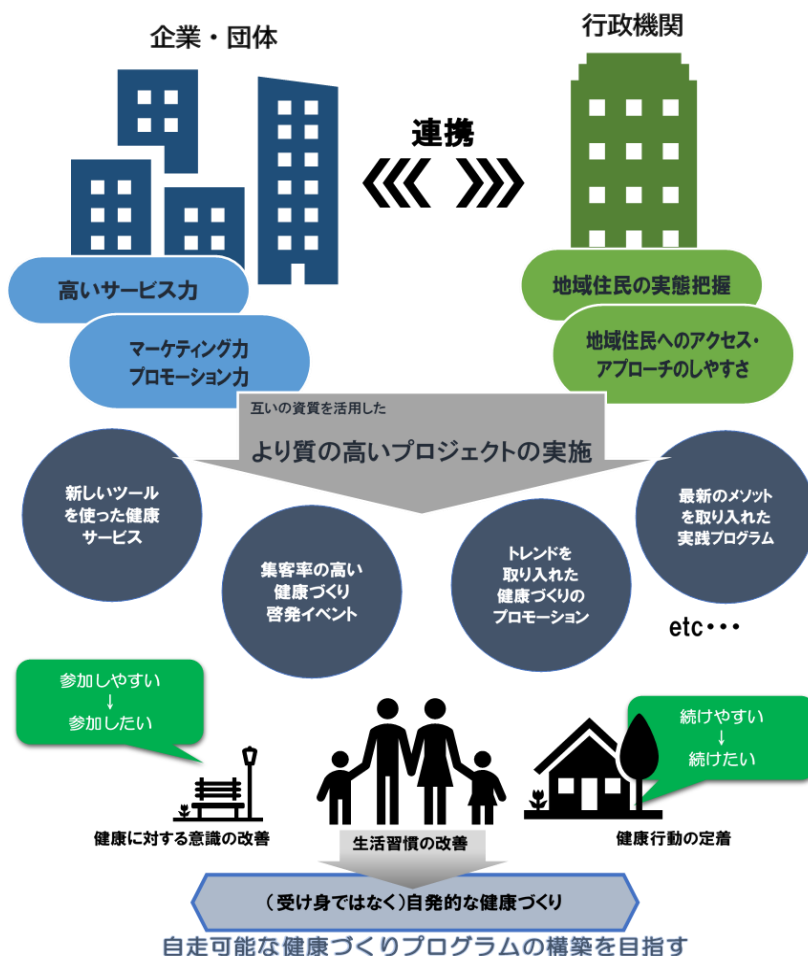 企業・団体
行政機関
連携
高いサービス力
マーケティング力
プロモーション力
地域住民の実態把握
地域住民へのアクセス・
アプローチのしやすさ
互いの資質を活用した
より質の高いプロジェクトの実施
新しいツール
を使った健康
サービス
集客率の高い
健康づくり
啓発イベント
トレンドを
取り入れた
健康づくりの
プロモーション
最新のメソット
を取り入れた
実践プログラム
etc・・・
参加しやすい
↓
参加したい
続けやすい
↓
続けたい
健康に対する意識の改善
生活習慣の改善
健康行動の定着
（受け身ではなく）自発的な健康づくり
自走可能な健康づくりプログラムの構築を目指す